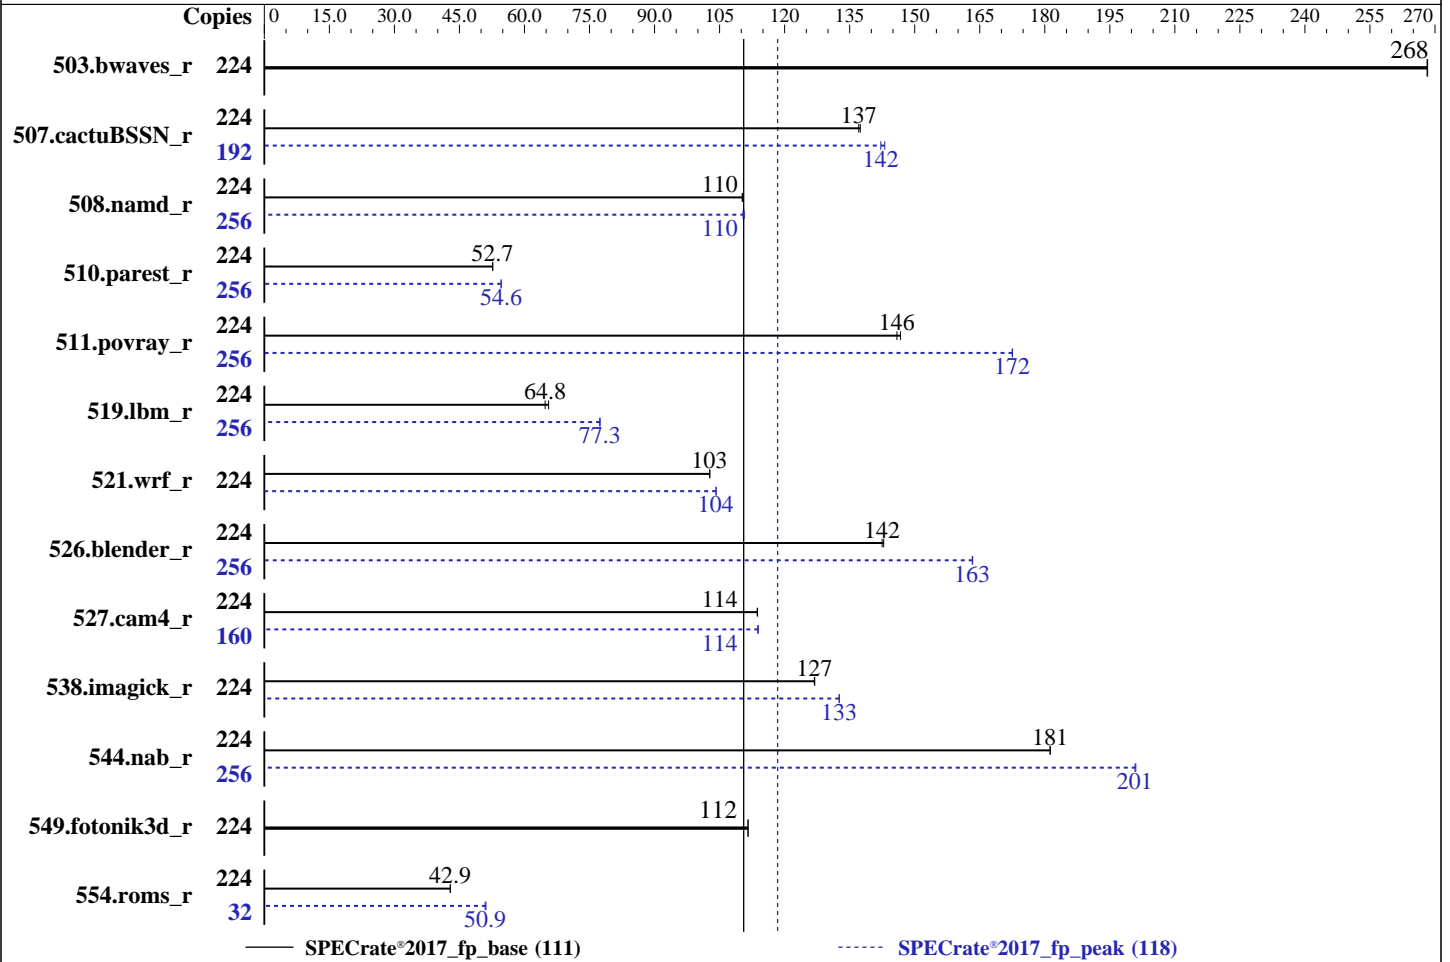 Copies 0 15.0 30.0 45.0 60.0 75.0 90.0 105 120 135 150 165 180 195 210 225 240 255 270
503.bwaves_r 224 268
507.cactuBSSN_r 224 137
192 142
508.namd_r 224 110
256 110
510.parest_r 224 52.7
256 54.6
511.povray_r 224 146
256 172
519.lbm_r 224 64.8
256 77.3
521.wrf_r 224 103
104
526.blender_r 224 142
256 163
527.cam4_r 224 114
160 114
538.imagick_r 224 127
133
544.nab_r 224 181
256 201
549.fotonik3d_r 224 112
554.roms_r 224 42.9
32 50.9
SPECrate®2017_fp_base (111) SPECrate®2017_fp_peak (118)